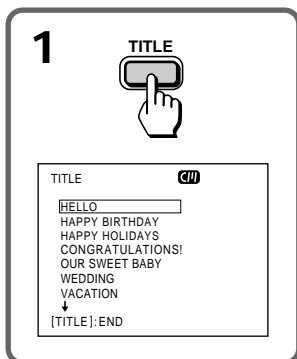 1
TITLE
TITLE
HELLO
HAPPY BIRTHDAY
HAPPY HOLIDAYS
CONGRATULATIONS!
OUR SWEET BABY
WEDDING
VACATION
[TITLE]:END